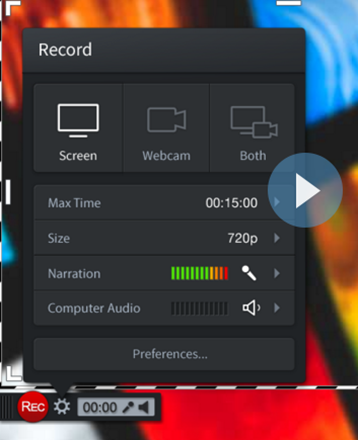 Record
Screen Webcam Both
Max Time 00:15:00
Size 720p
Narration
Computer Audio
Preferences...
REC 00:00